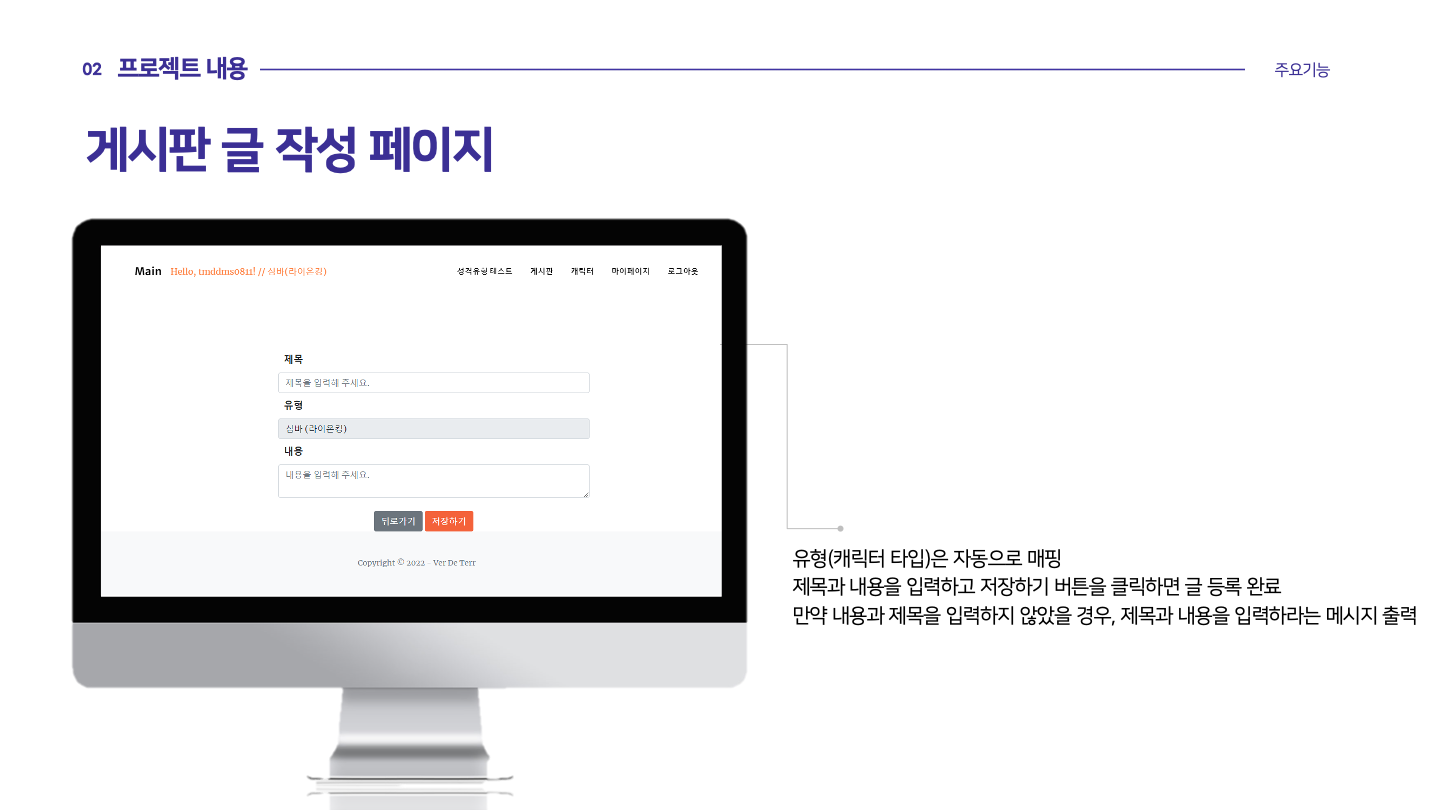 02 프로젝트 내용
주요기능
게시판 글 작성 페이지
Main Hello, tmddms0811! // 심바(라이온킹)
성격유형테스트 게시판 캐릭터 마이페이지 로그아웃
제목
제목을 입력해 주세요.
유형
심바 (라이온킹)
내용
내용을 입력해 주세요.
뒤로가기 저장하기
Copyright © 2022 - Ver De Terr
유형(캐릭터 타입)은 자동으로 매핑
제목과 내용을 입력하고 저장하기 버튼을 클릭하면 글 등록 완료
만약 내용과 제목을 입력하지 않았을 경우, 제목과 내용을 입력하라는 메시지 출력